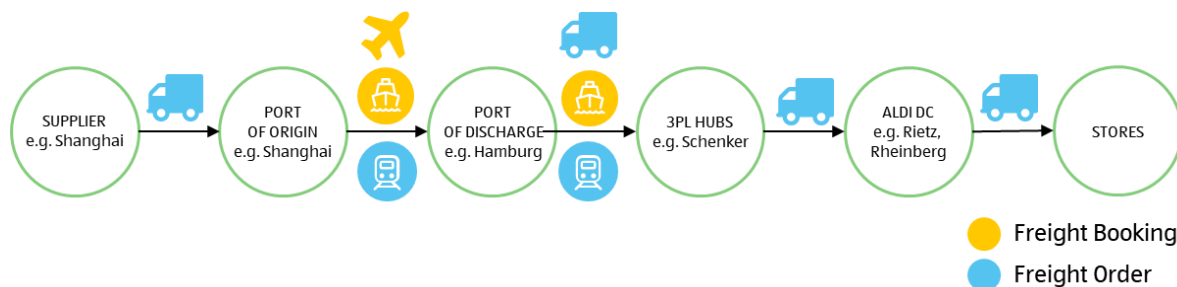 SUPPLIER
e.g. Shanghai
PORT
OF ORIGIN
e.g. Shanghai
PORT
OF DISCHARGE
e.g. Hamburg
3PL HUBS
e.g. Schenker
ALDI DC
e.g. Rietz,
Rheinberg
STORES
Freight Booking
Freight Order